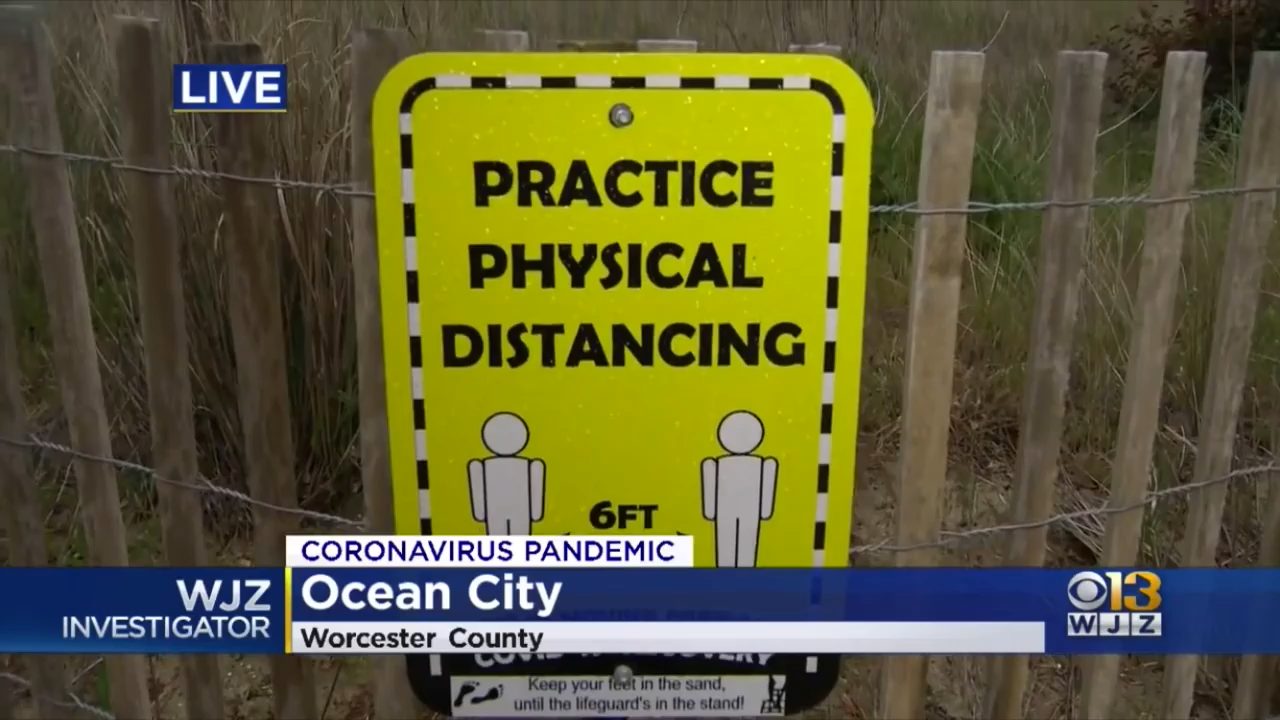 LIVE
PRACTICE
PHYSICAL
DISTANCING
6FT
CORONAVIRUS PANDEMIC
WJZ
INVESTIGATOR
Ocean City
Worcester County
13
WJZ
Keep your feet in the sand,
until the lifeguard's in the stand!